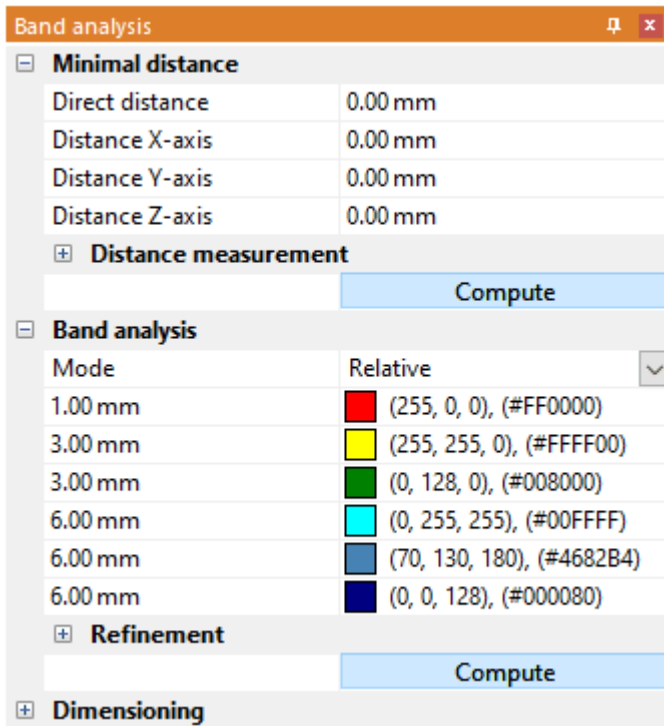 Band analysis
Minimal distance
Direct distance 0.00 mm
Distance X-axis 0.00 mm
Distance Y-axis 0.00 mm
Distance Z-axis 0.00 mm
Distance measurement
Compute
Band analysis
Mode Relative
1.00 mm (255, 0, 0), (#FF0000)
3.00 mm (255, 255, 0), (#FFFF00)
3.00 mm (0, 128, 0), (#008000)
6.00 mm (0, 255, 255), (#00FFFF)
6.00 mm (70, 130, 180), (#4682B4)
6.00 mm (0, 0, 128), (#000080)
Refinement
Compute
Dimensioning